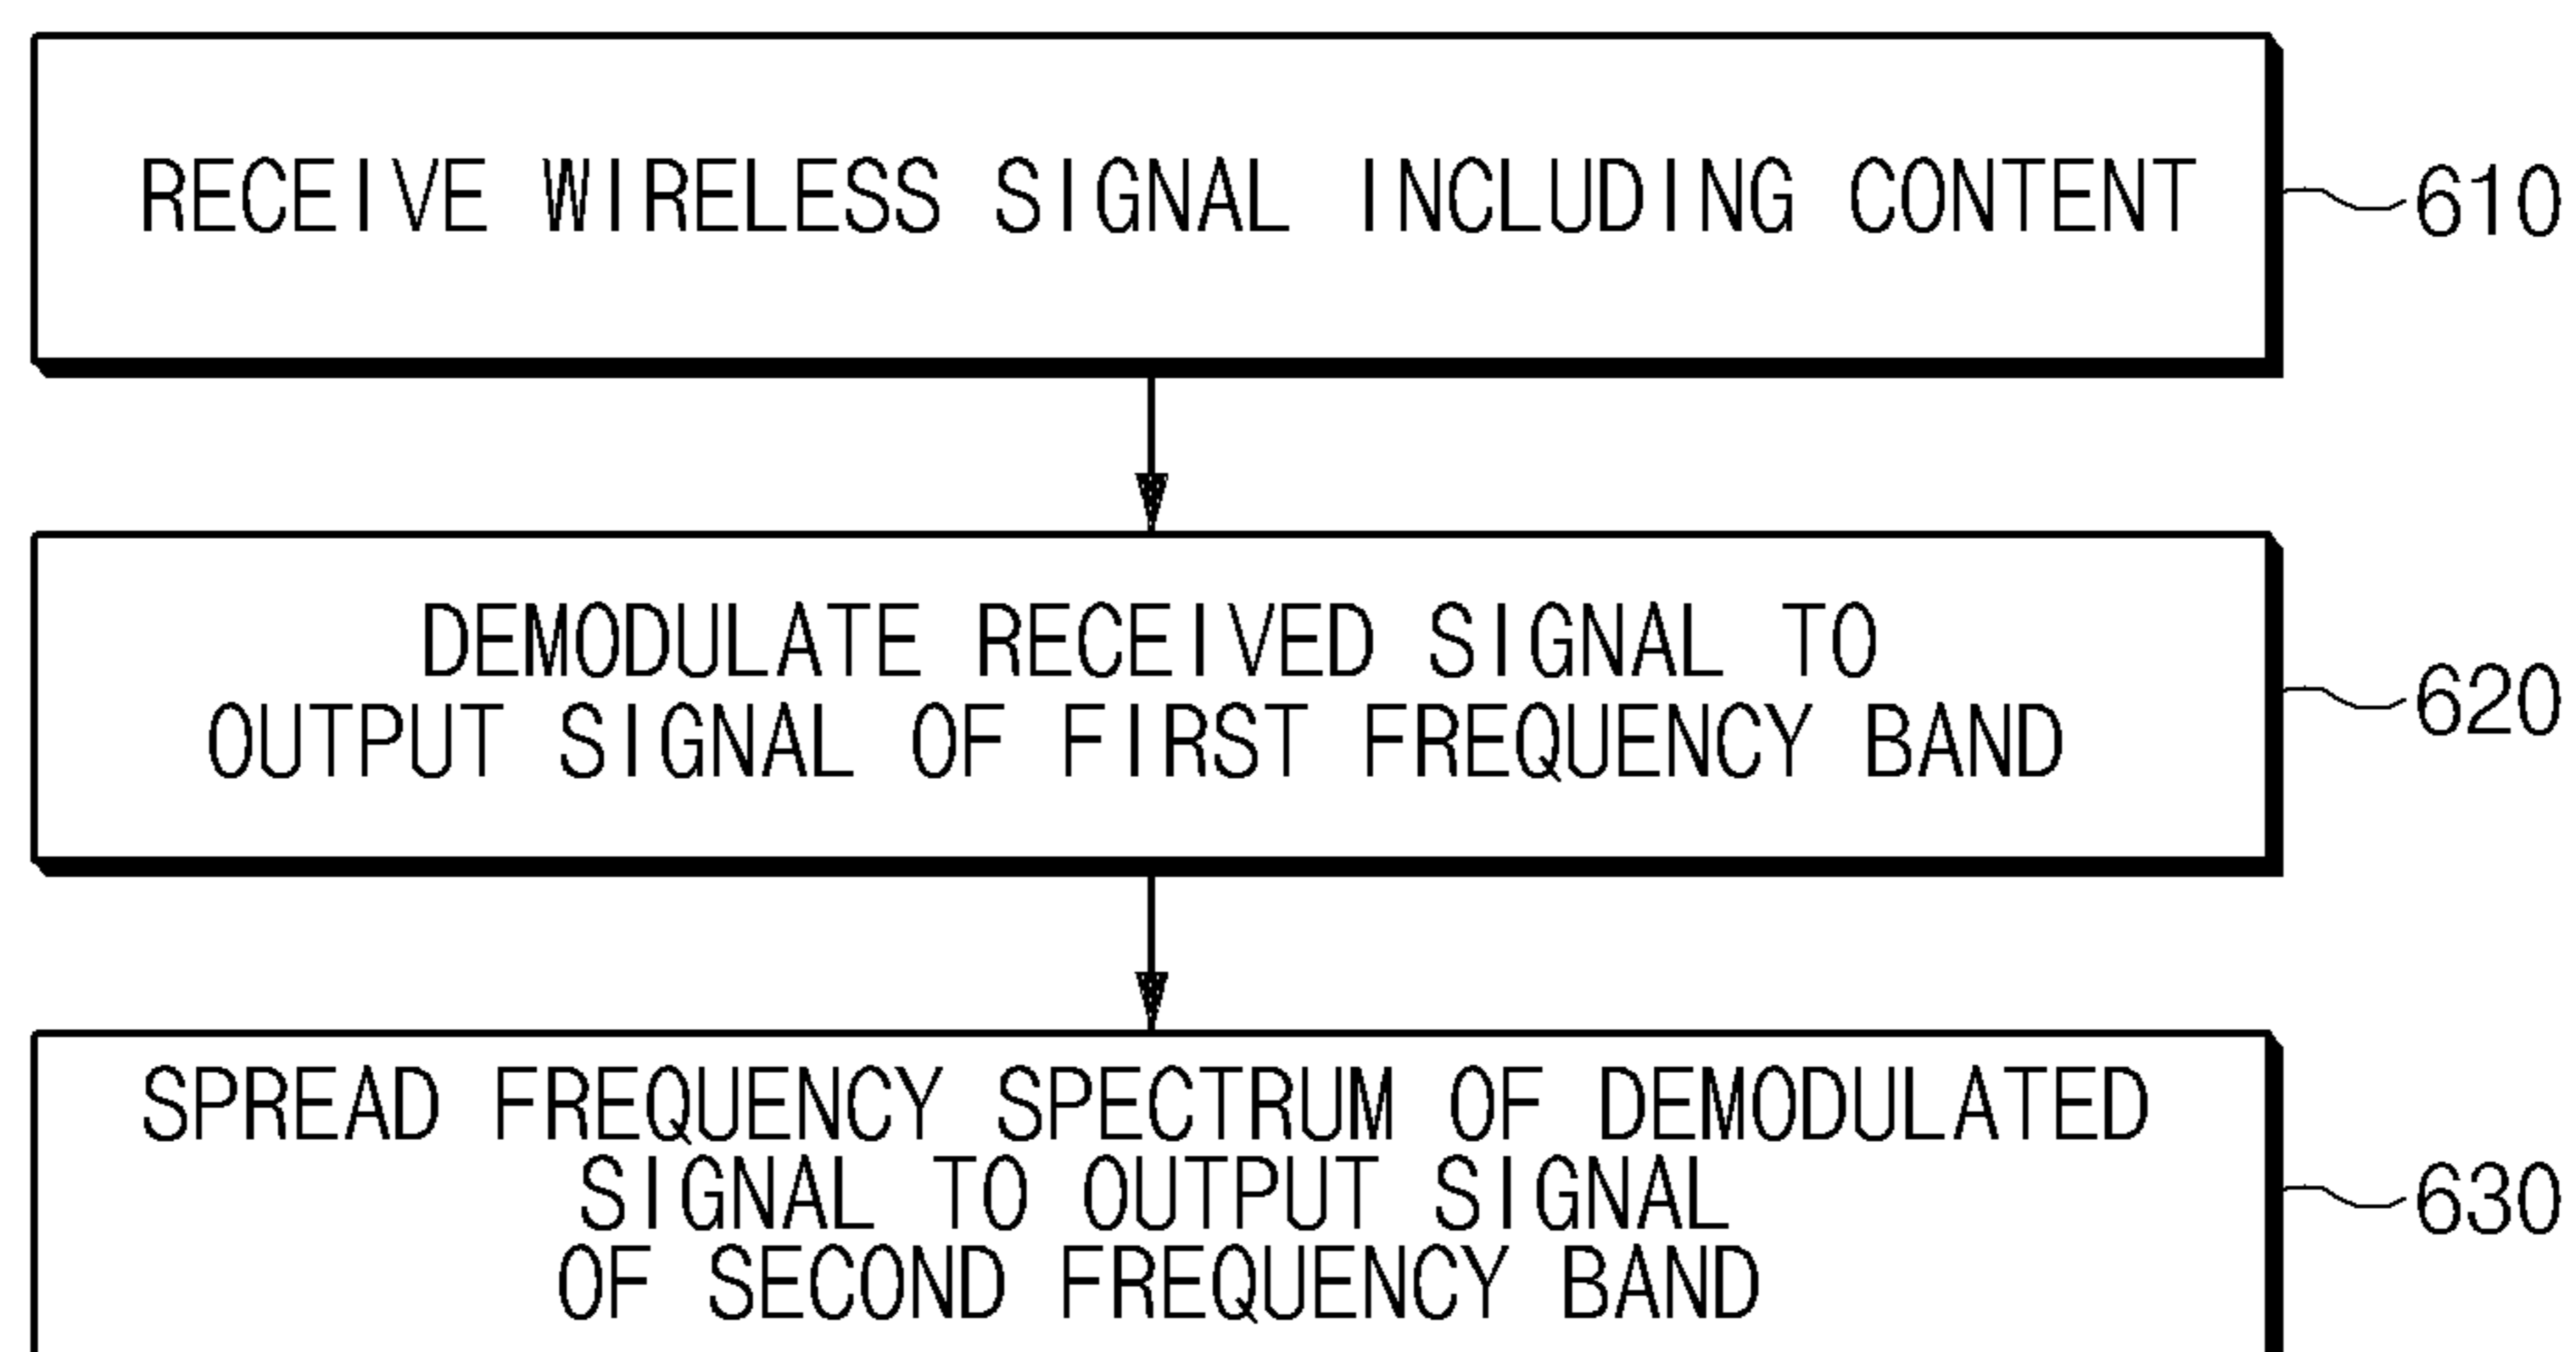 RECEIVE WIRELESS SIGNAL INCLUDING CONTENT
610
DEMODULATE RECEIVED SIGNAL TO
OUTPUT SIGNAL OF FIRST FREQUENCY BAND
620
SPREAD FREQUENCY SPECTRUM OF DEMODULATED
SIGNAL TO OUTPUT SIGNAL
OF SECOND FREQUENCY BAND
630